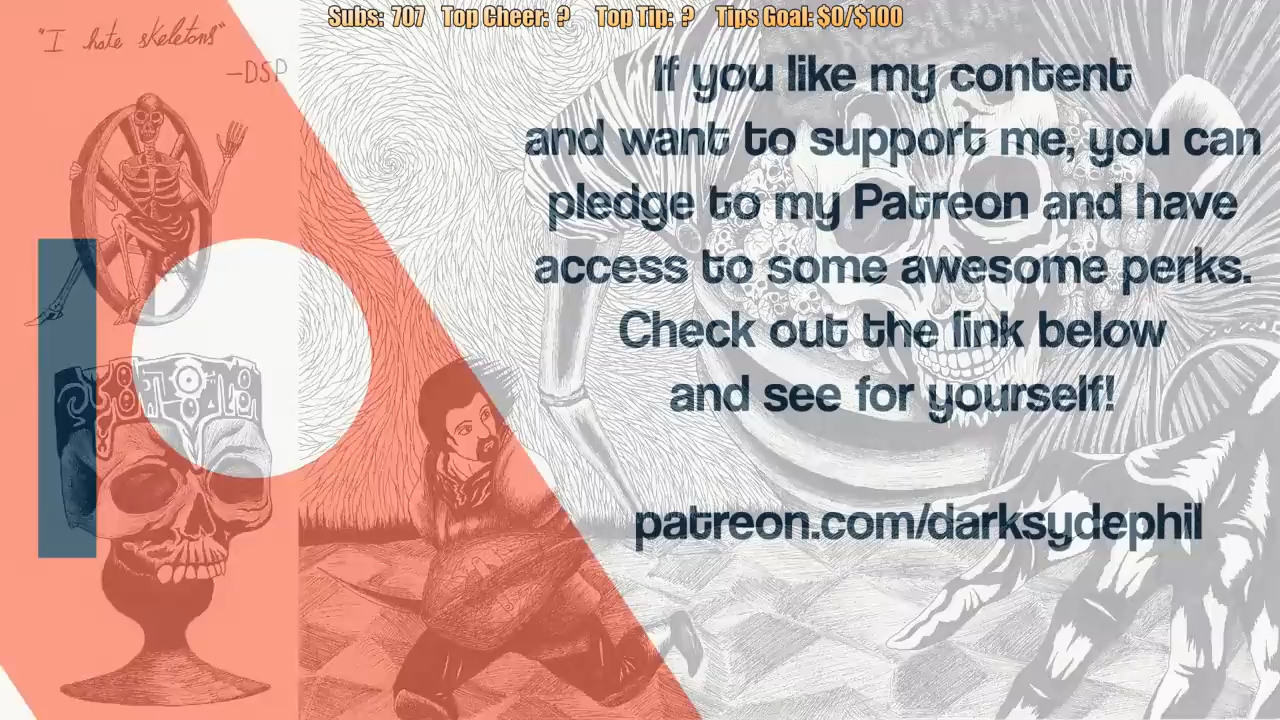 Subs: 707 Top Cheer: ? Top Tip: ? Tips Goal: $0/$100
"I hate skeletons"
-DSP
If you like my content
and want to support me, you can
pledge to my Patreon and have
access to some awesome perks.
Check out the link below
and see for yourself!
patreon.com/darksydephil